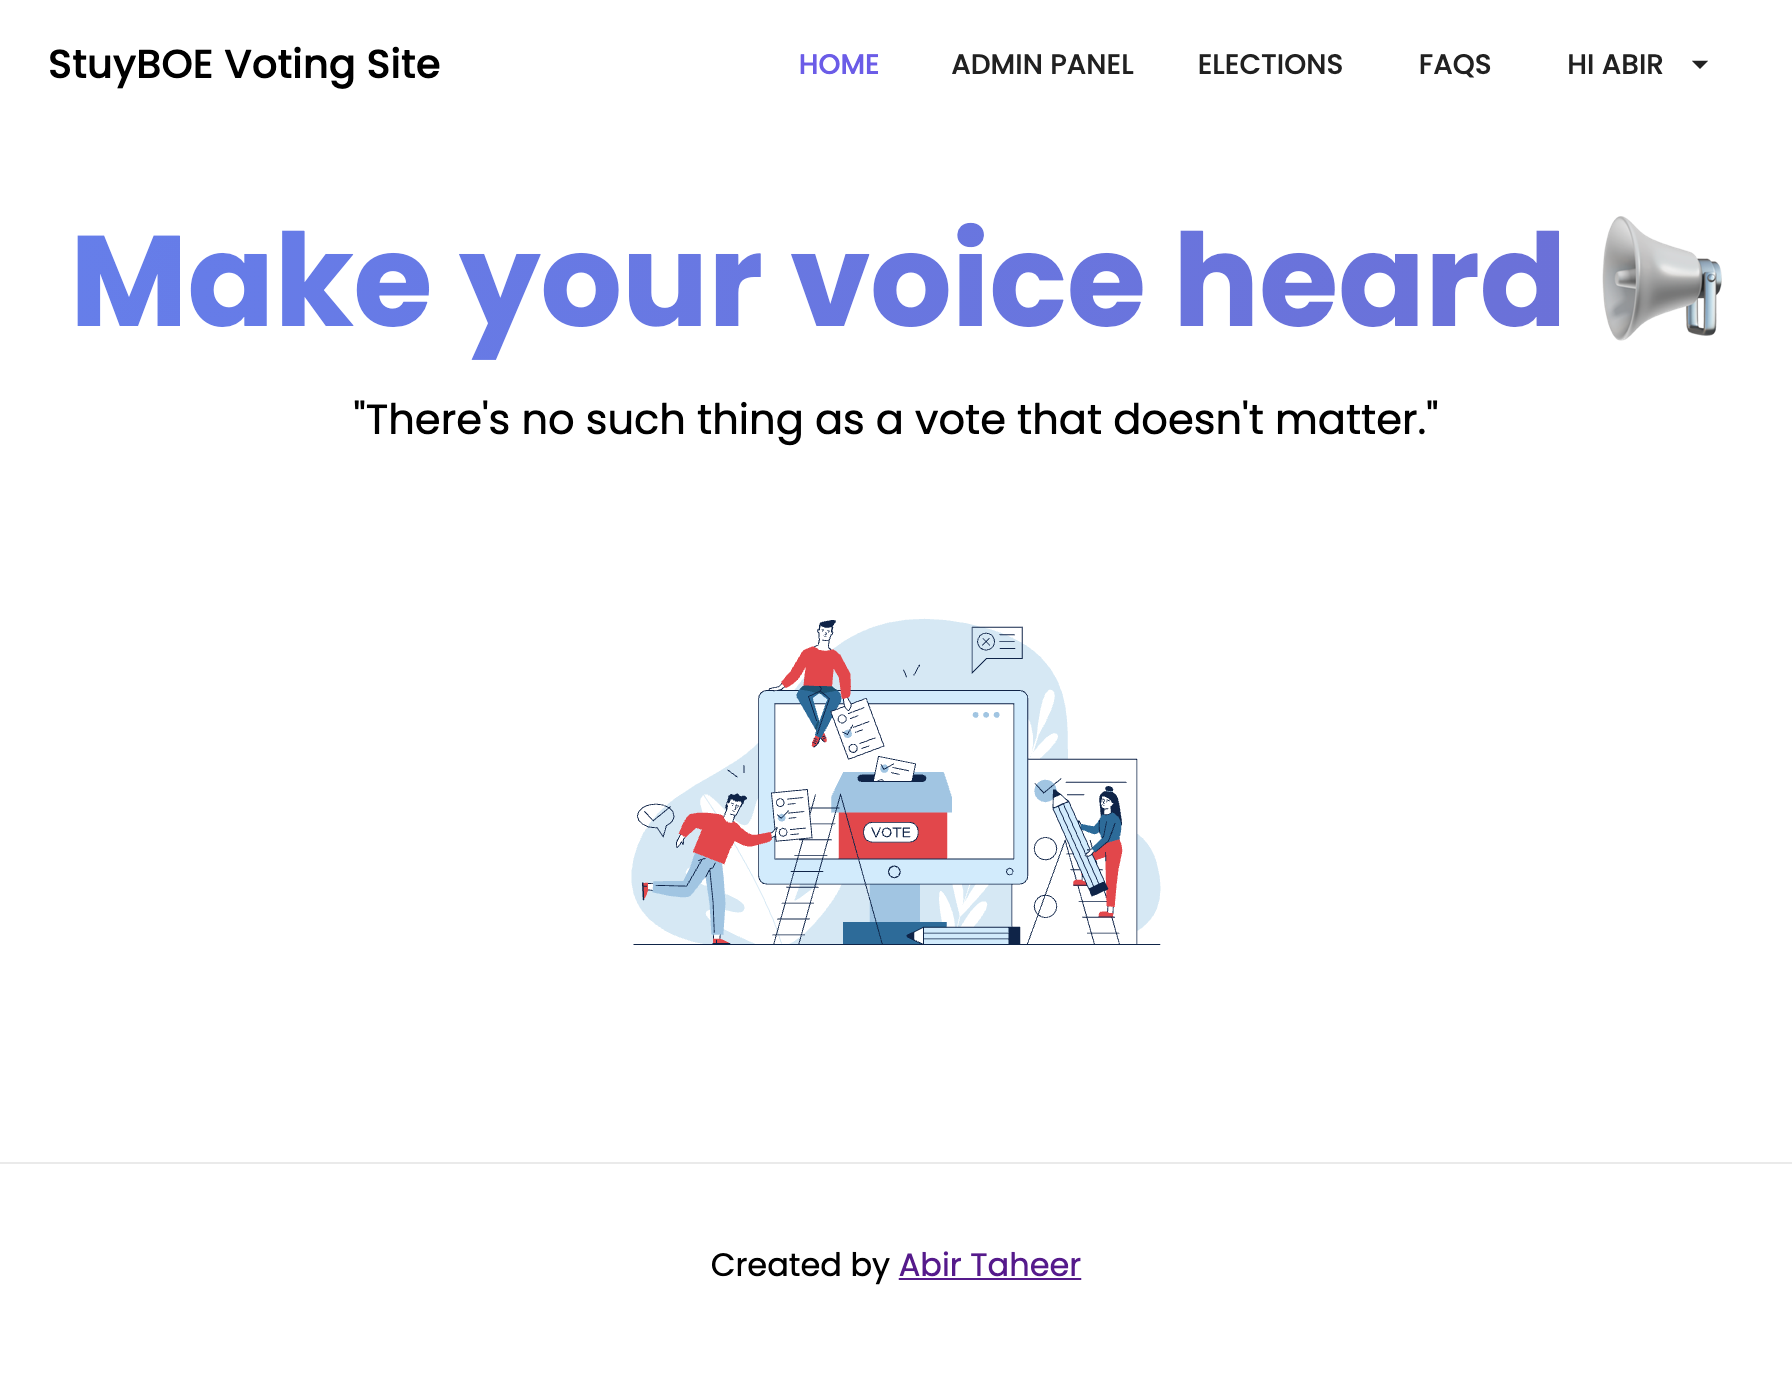 StuyBOE Voting Site
HOME ADMIN PANEL ELECTIONS FAQS HI ABIR
Make your voice heard
"There's no such thing as a vote that doesn't matter."
VOTE
Created by Abir Taheer